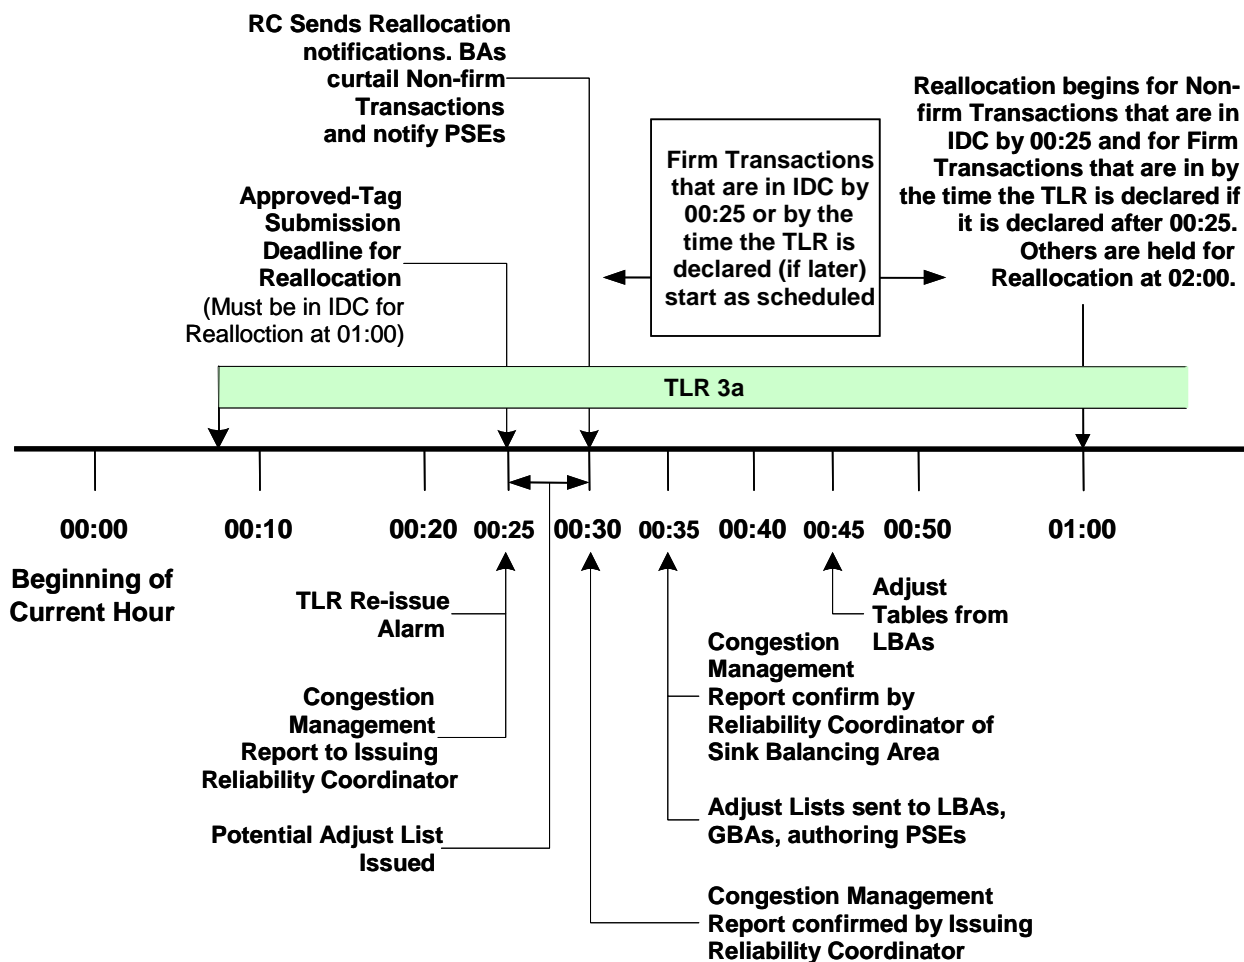 RC Sends Reallocation
notifications. BAs
curtail Non-firm
Transactions
and notify PSEs
Approved-Tag
Submission
Deadline for
Reallocation
(Must be in IDC for
Realloction at 01:00)
Firm Transactions
that are in IDC by
00:25 or by the
time the TLR is
declared (if later)
start as scheduled
Reallocation begins for Non-
firm Transactions that are in
IDC by 00:25 and for Firm
Transactions that are in by
the time the TLR is declared if
it is declared after 00:25.
Others are held for
Reallocation at 02:00.
TLR 3a
00:00
00:10
00:20
00:25
00:30
00:35
00:40
00:45
00:50
01:00
Beginning of
Current Hour
TLR Re-issue
Alarm
Congestion
Management
Report to Issuing
Reliability Coordinator
Potential Adjust List
Issued
Adjust
Tables from
LBAs
Congestion
Management
Report confirm by
Reliability Coordinator of
Sink Balancing Area
Adjust Lists sent to LBAs,
GBAs, authoring PSEs
Congestion Management
Report confirmed by Issuing
Reliability Coordinator